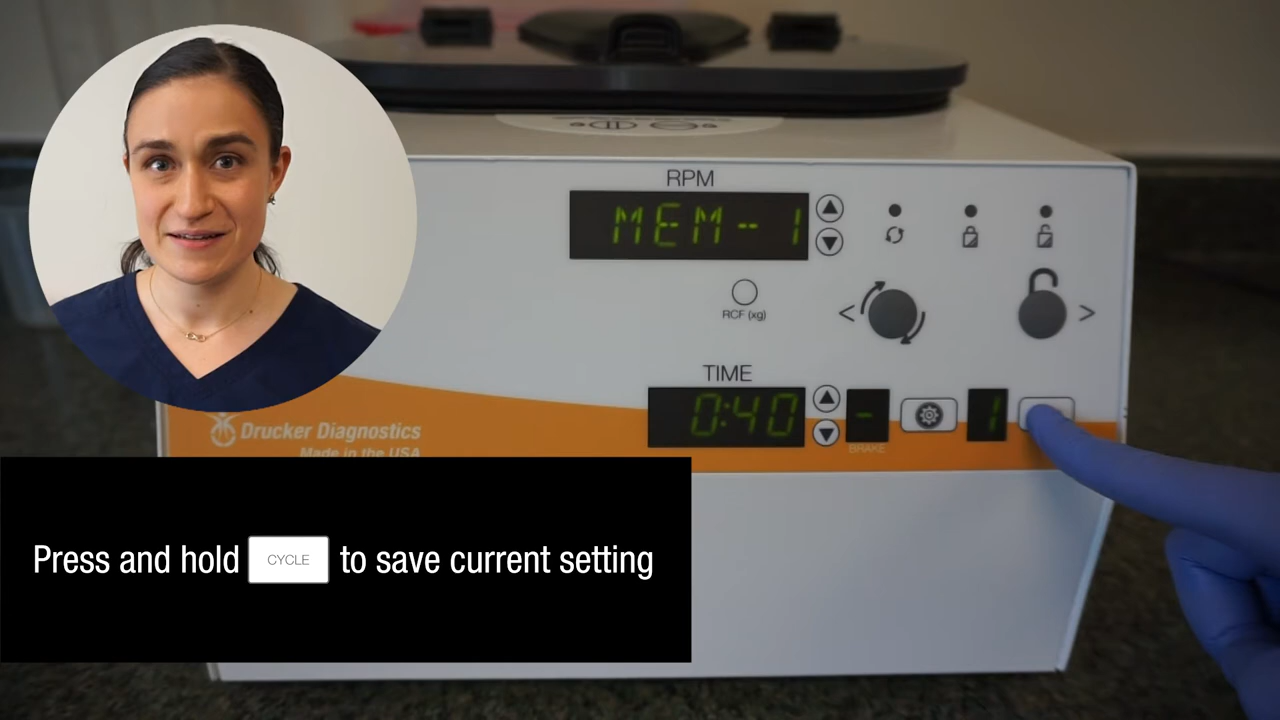 RPM
MEM-1
RCF (xg)
< >
TIME
0:40
-
1
BRAKE
Drucker Diagnostics
Made in the USA
Press and hold CYCLE to save current setting